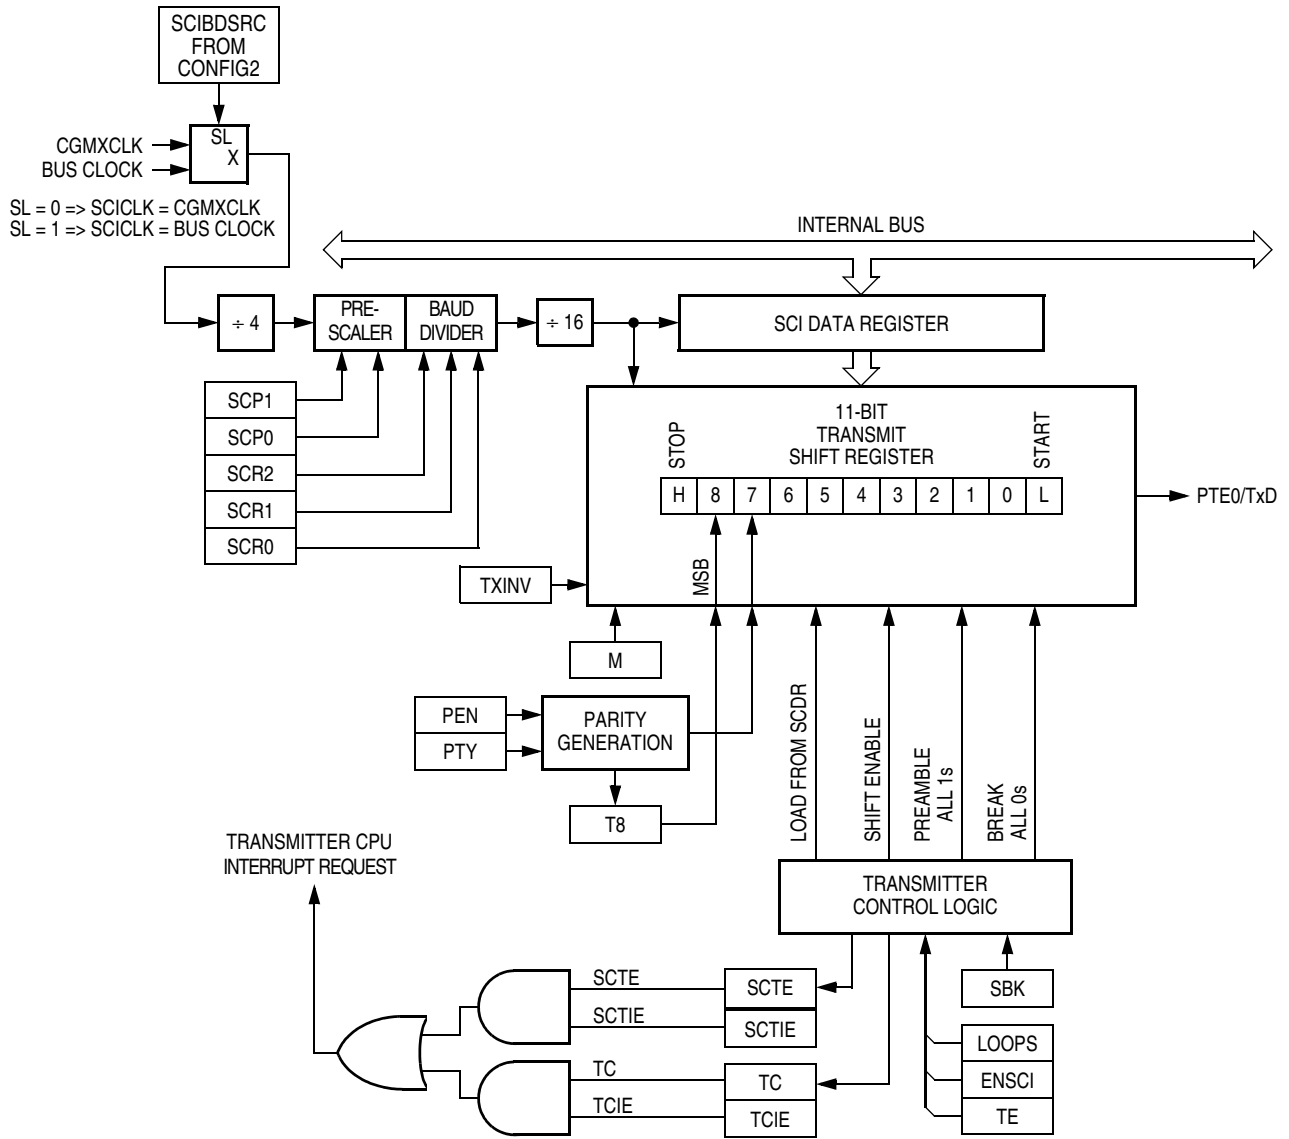 SCIBDSRC
FROM
CONFIG2
SL
X
CGMXCLK
BUS CLOCK
SL = 0 => SCICLK = CGMXCLK
SL = 1 => SCICLK = BUS CLOCK
INTERNAL BUS
÷ 4
PRE-
SCALER
BAUD
DIVIDER
÷ 16
SCI DATA REGISTER
SCP1
SCP0
SCR2
SCR1
SCR0
11-BIT
TRANSMIT
SHIFT REGISTER
STOP
START
H 8 7 6 5 4 3 2 1 0 L
PTE0/TxD
MSB
TXINV
M
PEN
PTY
PARITY
GENERATION
T8
LOAD FROM SCDR
SHIFT ENABLE
PREAMBLE
ALL 1s
BREAK
ALL 0s
TRANSMITTER CPU
INTERRUPT REQUEST
TRANSMITTER
CONTROL LOGIC
SCTE
SCTE
SCTIE
SCTIE
TC
TC
TCIE
TCIE
SBK
LOOPS
ENSCI
TE